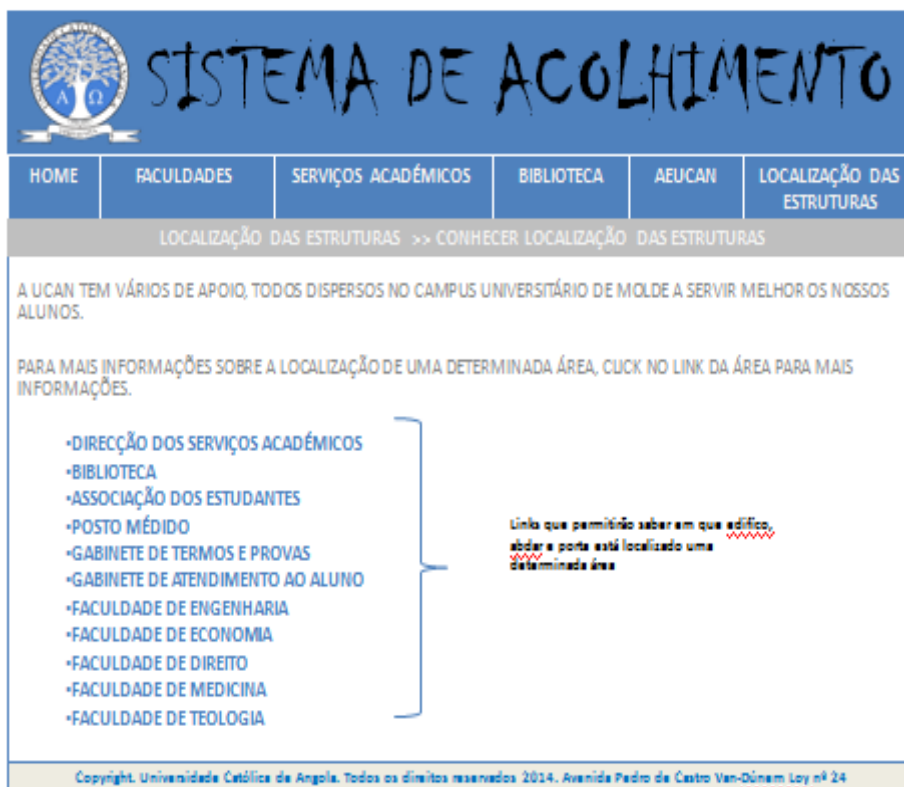 SISTEMA DE ACOLHIMENTO
HOME FACULDADES SERVIÇOS ACADÉMICOS BIBLIOTECA AEUCAN LOCALIZAÇÃO DAS
ESTRUTURAS
LOCALIZAÇÃO DAS ESTRUTURAS >> CONHECER LOCALIZAÇÃO DAS ESTRUTURAS
A UCAN TEM VÁRIOS DE APOIO, TODOS DISPERSOS NO CAMPUS UNIVERSITÁRIO DE MOLDE A SERVIR MELHOR OS NOSSOS
ALUNOS.
PARA MAIS INFORMAÇÕES SOBRE A LOCALIZAÇÃO DE UMA DETERMINADA ÁREA, CLICK NO LINK DA ÁREA PARA MAIS
INFORMAÇÕES.
•DIRECÇÃO DOS SERVIÇOS ACADÉMICOS
•BIBLIOTECA
•ASSOCIAÇÃO DOS ESTUDANTES
•POSTO MÉDIDO
•GABINETE DE TERMOS E PROVAS
•GABINETE DE ATENDIMENTO AO ALUNO
•FACULDADE DE ENGENHARIA
•FACULDADE DE ECONOMIA
•FACULDADE DE DIREITO
•FACULDADE DE MEDICINA
•FACULDADE DE TEOLOGIA
Links que permitirão saber em que edifico,
abdar e porta está localizado uma
determinada área
Copyright. Universidade Católica de Angola. Todos os direitos reservados 2014. Avenida Pedro de Castro Van-Dúnem Loy nº 24